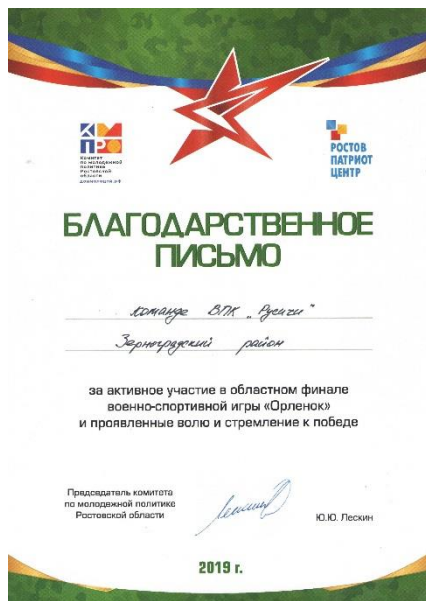 КМ
ПРО
Комитет
по молодежной
политике
Ростовской
области
РОСТОВ
ПАТРИОТ
ЦЕНТР
БЛАГОДАРСТВЕННОЕ
ПИСЬМО
команде ВПК „Русичи"
Зерноградский район
за активное участие в областном финале
военно-спортивной игры «Орленок»
и проявленные волю и стремление к победе
Председатель комитета
по молодежной политике
Ростовской области
Ю.Ю. Лескин
2019 г.